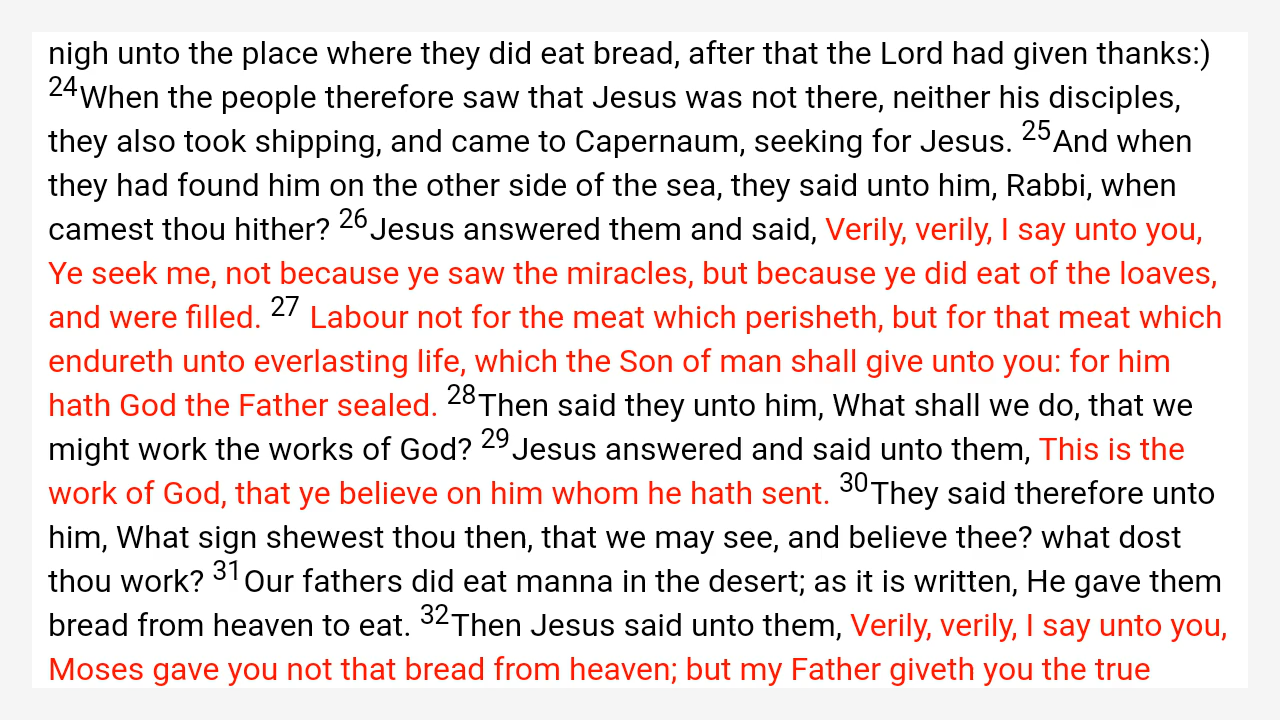 nigh unto the place where they did eat bread, after that the Lord had given thanks:)
24When the people therefore saw that Jesus was not there, neither his disciples,
they also took shipping, and came to Capernaum, seeking for Jesus. 25And when
they had found him on the other side of the sea, they said unto him, Rabbi, when
camest thou hither? 26Jesus answered them and said, Verily, verily, I say unto you,
Ye seek me, not because ye saw the miracles, but because ye did eat of the loaves,
and were filled. 27 Labour not for the meat which perisheth, but for that meat which
endureth unto everlasting life, which the Son of man shall give unto you: for him
hath God the Father sealed. 28Then said they unto him, What shall we do, that we
might work the works of God? 29Jesus answered and said unto them, This is the
work of God, that ye believe on him whom he hath sent. 30They said therefore unto
him, What sign shewest thou then, that we may see, and believe thee? what dost
thou work? 31Our fathers did eat manna in the desert; as it is written, He gave them
bread from heaven to eat. 32Then Jesus said unto them, Verily, verily, I say unto you,
Moses gave you not that bread from heaven; but my Father giveth you the true